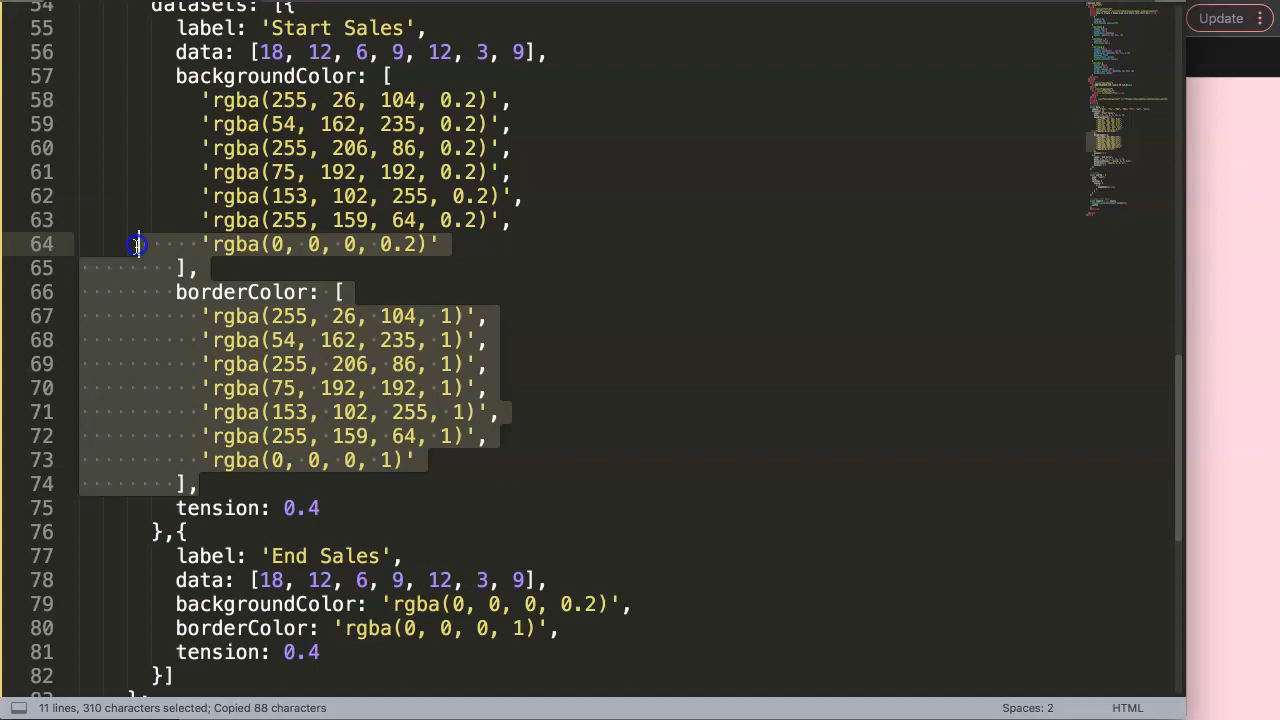 54 datasets: [{
55 label: 'Start Sales',
56 data: [18, 12, 6, 9, 12, 3, 9],
57 backgroundColor: [
58 'rgba(255, 26, 104, 0.2)',
59 'rgba(54, 162, 235, 0.2)',
60 'rgba(255, 206, 86, 0.2)',
61 'rgba(75, 192, 192, 0.2)',
62 'rgba(153, 102, 255, 0.2)',
63 'rgba(255, 159, 64, 0.2)',
64 'rgba(0, 0, 0, 0.2)'
65 ],
66 borderColor: [
67 'rgba(255, 26, 104, 1)',
68 'rgba(54, 162, 235, 1)',
69 'rgba(255, 206, 86, 1)',
70 'rgba(75, 192, 192, 1)',
71 'rgba(153, 102, 255, 1)',
72 'rgba(255, 159, 64, 1)',
73 'rgba(0, 0, 0, 1)'
74 ],
75 tension: 0.4
76 },{
77 label: 'End Sales',
78 data: [18, 12, 6, 9, 12, 3, 9],
79 backgroundColor: 'rgba(0, 0, 0, 0.2)',
80 borderColor: 'rgba(0, 0, 0, 1)',
81 tension: 0.4
82 }]
Update
11 lines, 310 characters selected; Copied 88 characters
Spaces: 2
HTML